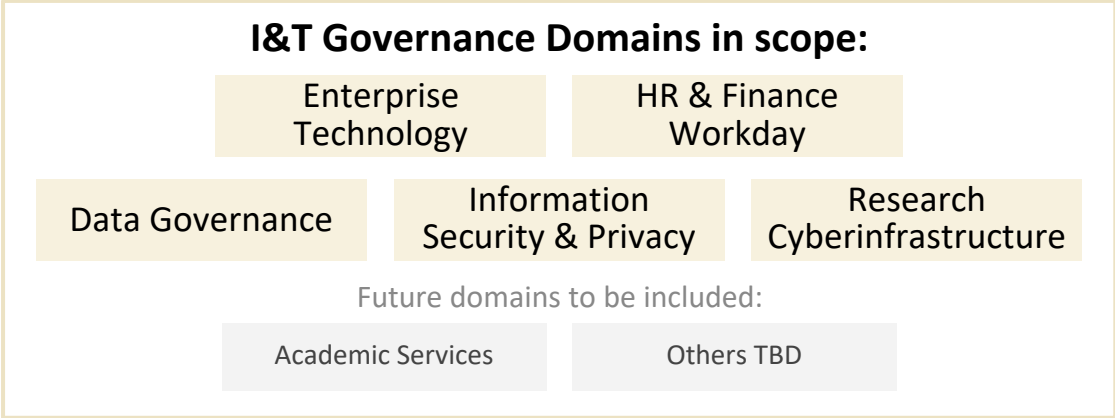 I&T Governance Domains in scope:
Enterprise
Technology
HR & Finance
Workday
Data Governance
Information
Security & Privacy
Research
Cyberinfrastructure
Future domains to be included:
Academic Services
Others TBD